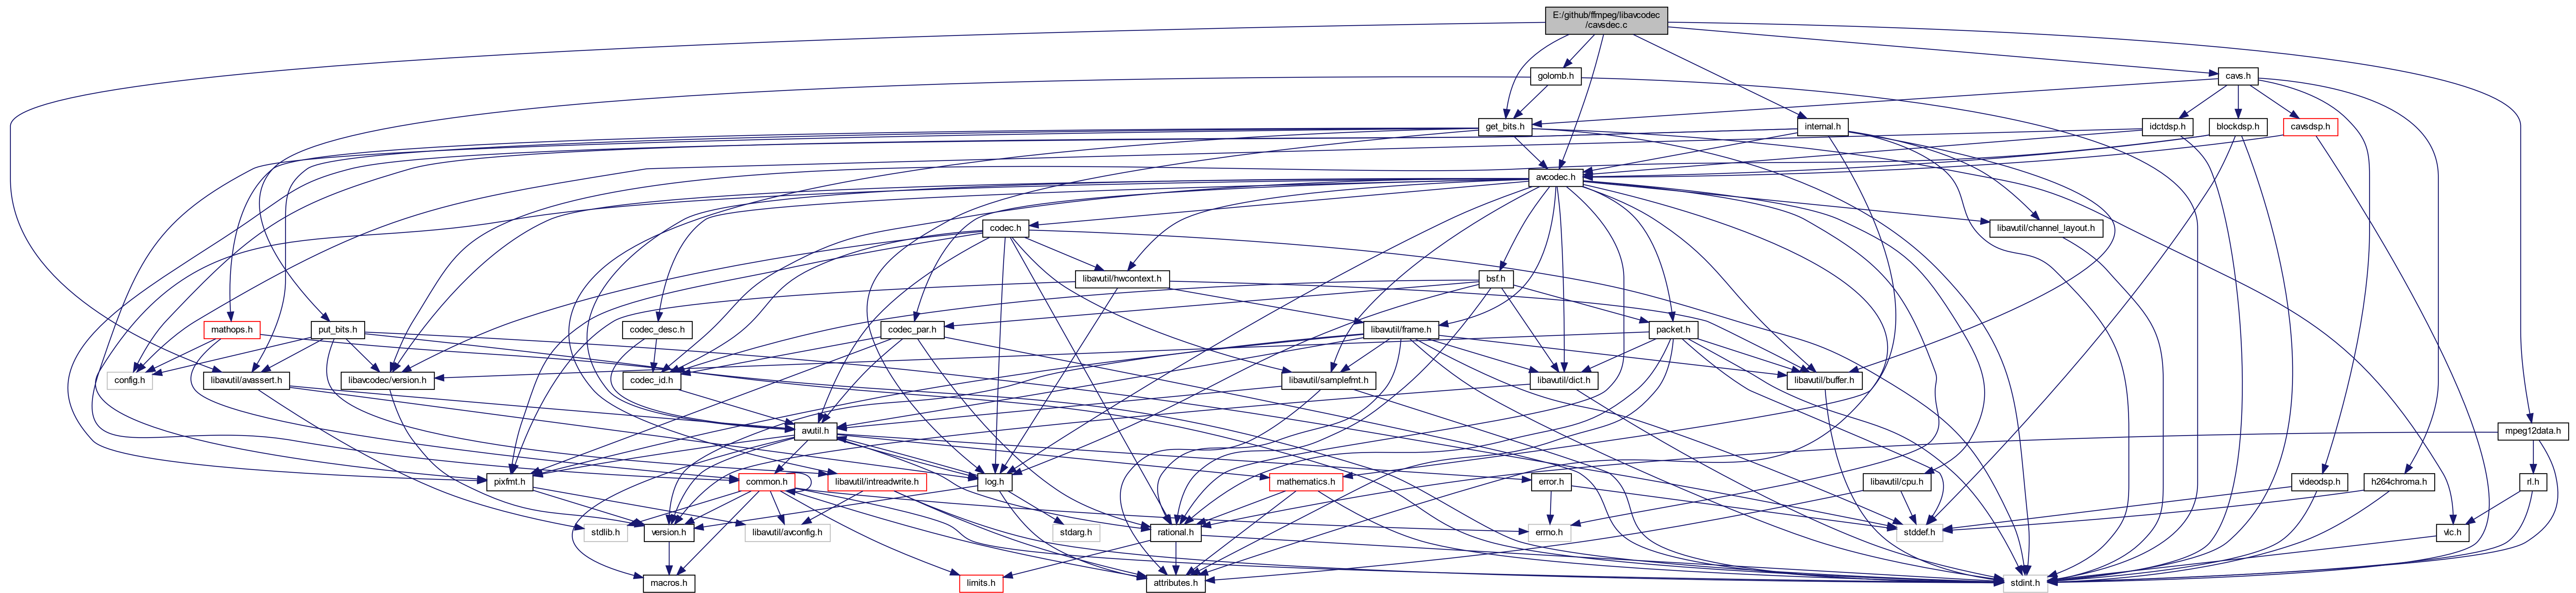 E:/github/ffmpeg/libavcodec
/cavsdec.c
golomb.h
cavs.h
get_bits.h
internal.h
idctdsp.h
blockdsp.h
cavsdsp.h
avcodec.h
codec.h
libavutil/channel_layout.h
libavutil/hwcontext.h
bsf.h
mathops.h
put_bits.h
codec_desc.h
codec_par.h
libavutil/frame.h
packet.h
config.h
libavutil/avassert.h
libavcodec/version.h
codec_id.h
libavutil/samplefmt.h
libavutil/dict.h
libavutil/buffer.h
avutil.h
mpeg12data.h
pixfmt.h
common.h
libavutil/intreadwrite.h
log.h
mathematics.h
error.h
libavutil/cpu.h
videodsp.h
h264chroma.h
rl.h
stdlib.h
version.h
libavutil/avconfig.h
stdarg.h
rational.h
errno.h
stddef.h
vlc.h
macros.h
limits.h
attributes.h
stdint.h